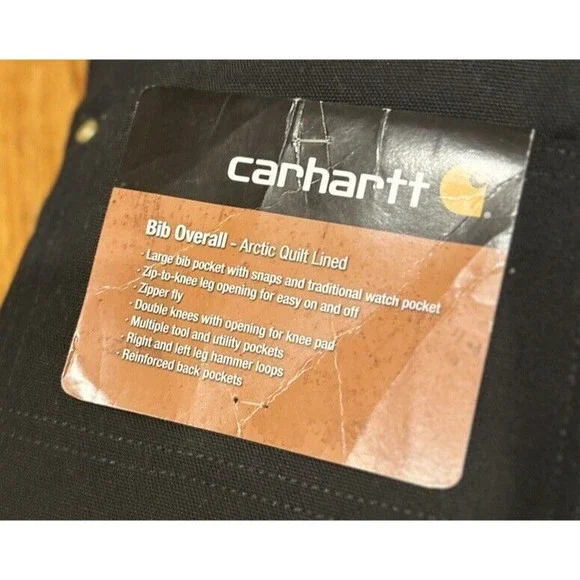 carhartt
Bib Overall - Arctic Quilt Lined
· Large bib pocket with snaps and traditional watch pocket
· Zip-to-knee leg opening for easy on and off
· Zipper fly
· Double knees with opening for knee pad
· Multiple tool and utility pockets
· Right and left leg hammer loops
· Reinforced back pockets